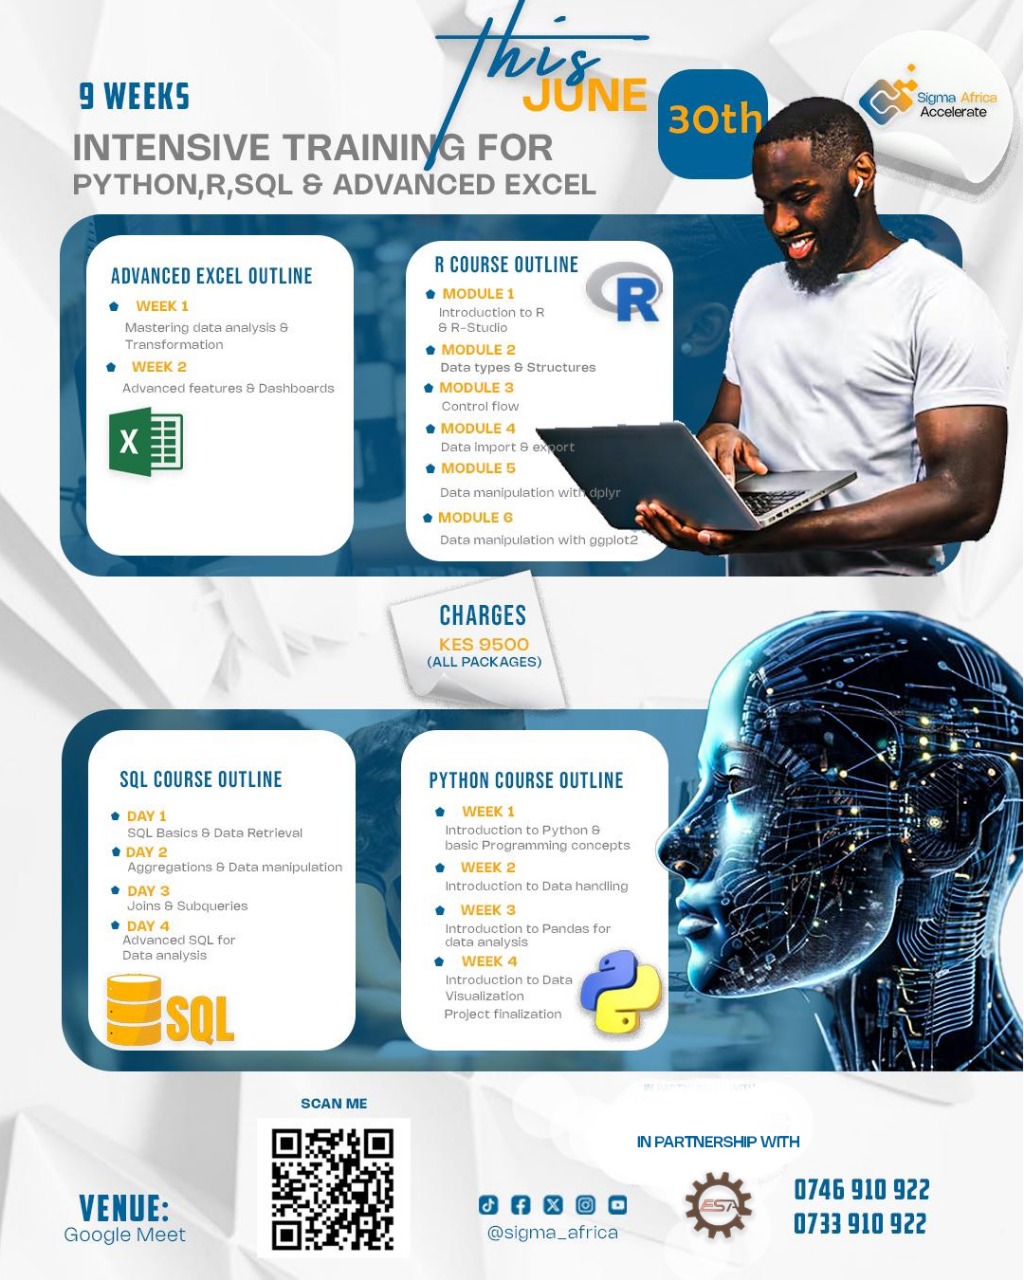 this
JUNE
30th
9 WEEKS
INTENSIVE TRAINING FOR
PYTHON,R,SQL & ADVANCED EXCEL
Sigma Africa
Accelerate
ADVANCED EXCEL OUTLINE
WEEK 1
Mastering data analysis &
Transformation
WEEK 2
Advanced features & Dashboards
X
R COURSE OUTLINE
R
MODULE 1
Introduction to R
& R-Studio
MODULE 2
Data types & Structures
MODULE 3
Control flow
MODULE 4
Data import & export
MODULE 5
Data manipulation with dplyr
MODULE 6
Data manipulation with ggplot2
CHARGES
KES 9500
(ALL PACKAGES)
SQL COURSE OUTLINE
DAY 1
SQL Basics & Data Retrieval
DAY 2
Aggregations & Data manipulation
DAY 3
Joins & Subqueries
DAY 4
Advanced SQL for
Data analysis
SQL
PYTHON COURSE OUTLINE
WEEK 1
Introduction to Python &
basic Programming concepts
WEEK 2
Introduction to Data handling
WEEK 3
Introduction to Pandas for
data analysis
WEEK 4
Introduction to Data
Visualization
Project finalization
SCAN ME
VENUE:
Google Meet
@sigma_africa
IN PARTNERSHIP WITH
0746 910 922
0733 910 922